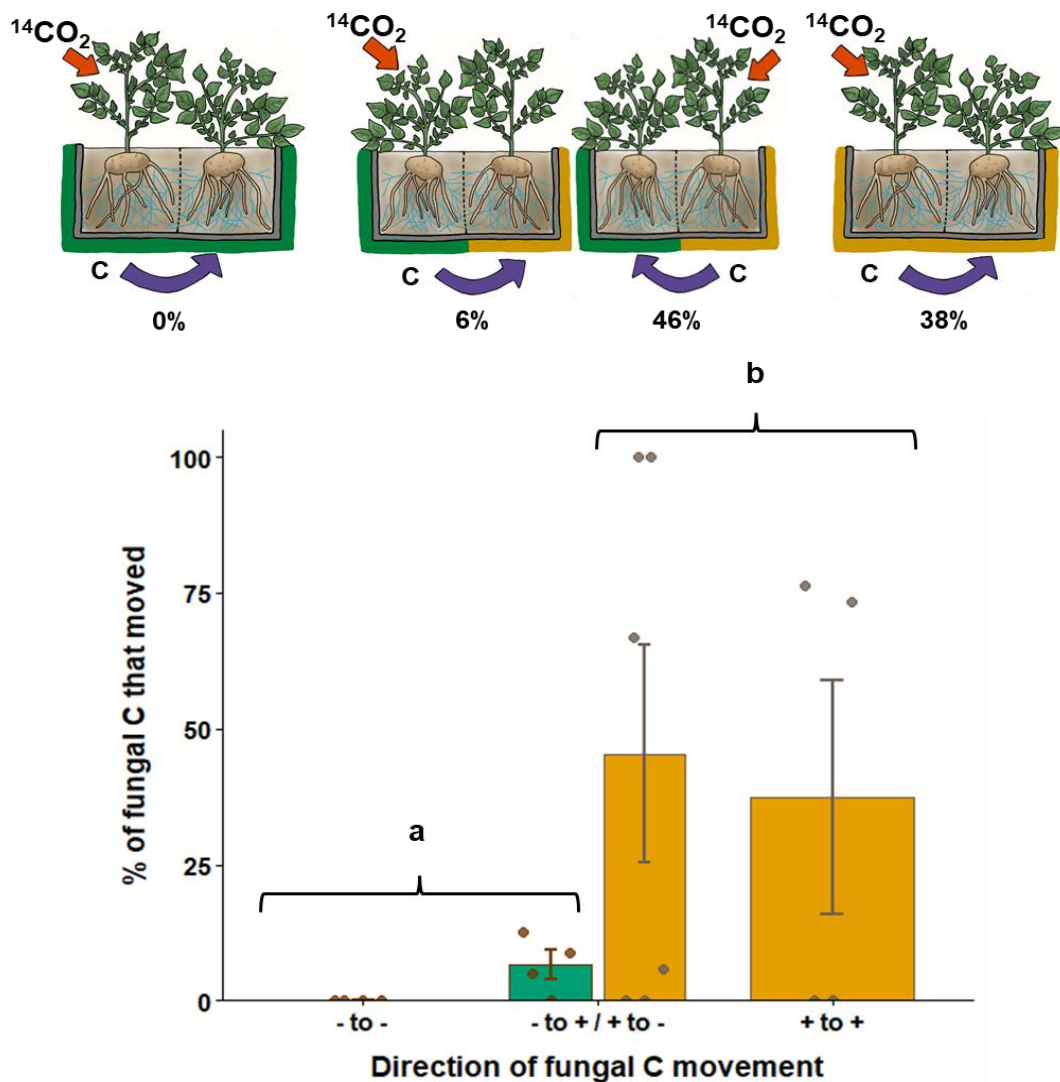 ¹⁴CO₂ ¹⁴CO₂ ¹⁴CO₂ ¹⁴CO₂
C C C C
0% 6% 46% 38%
b
100
75
50
25
0
a
% of fungal C that moved
- to - - to + / + to - + to +
Direction of fungal C movement